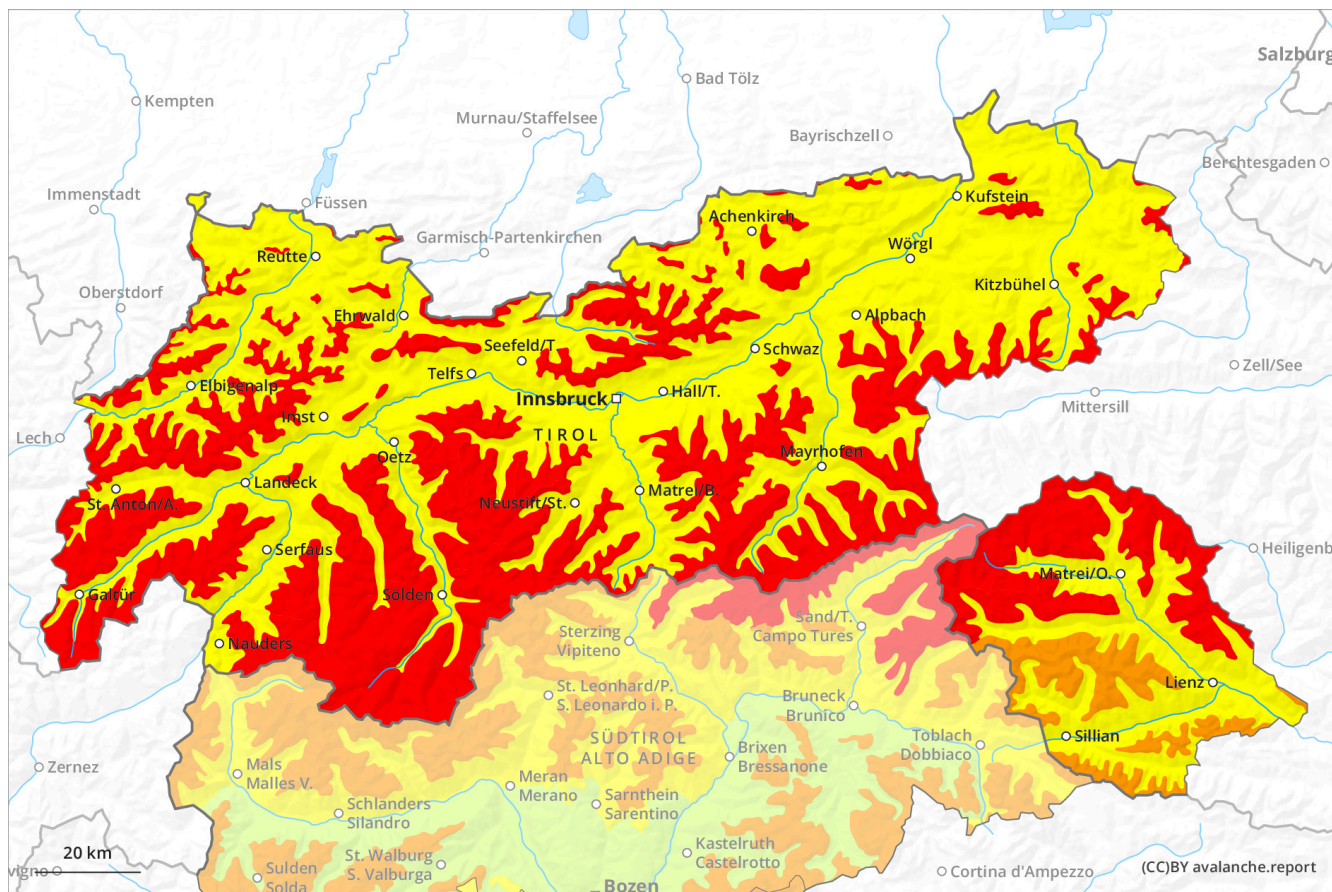 Salzburg
Bad Tölz
Kempten
Murnau/Staffelsee
Bayrischzell
Berchtesgaden
Immenstadt
Füssen
Kufstein
Achenkirch
Garmisch-Partenkirchen
Wörgl
Reutte
Kitzbühel
Oberstdorf
Ehrwald
Alpbach
Seefeld/T.
Schwaz
Zell/See
Telfs
Elbigenalp
Hall/T.
Innsbruck
Mittersill
Imst
Lech
TIROL
Oetz
Mayrhofen
Landeck
St. Anton/A.
Neustift/St.
Matrei/B.
Serfaus
Heiligenb
Matrei/O.
Galtür
Sölden
Sand/T.
Campo Tures
Sterzing
Vipiteno
Nauders
Lienz
St. Leonhard/P.
S. Leonardo i. P.
Bruneck
Brunico
Sillian
SÜDTIROL
ALTO ADIGE
Toblach
Dobbiaco
Brixen
Bressanone
Zernez
Mals
Malles V.
Meran
Merano
Sarnthein
Sarentino
Schlanders
Silandro
20 km
Kastelruth
Castelrotto
St. Walburg
S. Valburga
vigno
Sulden
Solda
Cortina d'Ampezzo
(CC)BY avalanche.report
Bozen